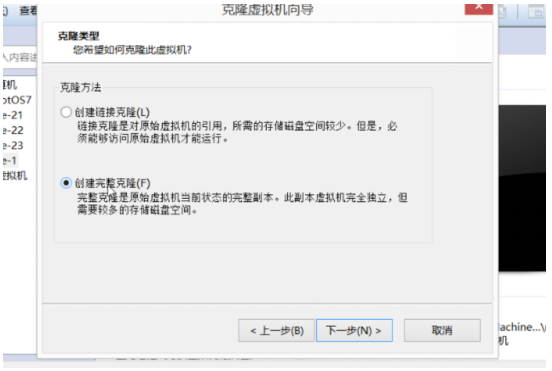 查看
克隆虚拟机向导
克隆类型
您希望如何克隆此虚拟机?
入内容进
克隆方法
创建链接克隆(L)
链接克隆是对原始虚拟机的引用，所需的存储磁盘空间较少。但是，必
须能够访问原始虚拟机才能运行。
创建完整克隆(F)
完整克隆是原始虚拟机当前状态的完整副本。此副本虚拟机完全独立，但
需要较多的存储磁盘空间。
otOS7
e-21
e-22
e-23
e-1
虚拟机
< 上一步(B)
下一步(N) >
取消
achine...\
机